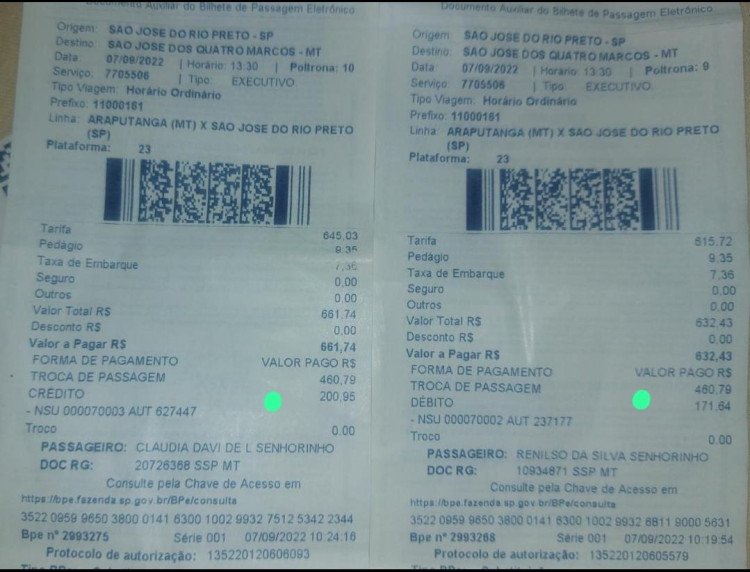 Documento Auxiliar do Bilhete de Passagem Eletrônico
Origem: SAO JOSE DO RIO PRETO - SP
Destino: SAO JOSE DOS QUATRO MARCOS - MT
Data: 07/09/2022 | Horário: 13:30 | Poltrona: 10
Serviço: 7705506 | Tipo: EXECUTIVO
Tipo Viagem: Horário Ordinário
Prefixo: 11000161
Linha: ARAPUTANGA (MT) X SAO JOSE DO RIO PRETO
(SP)
Plataforma: 23
Tarifa 645,03
Pedágio 9.35
Taxa de Embarque 7,36
Seguro 0.00
Outros 0.00
Valor Total R$ 661,74
Desconto R$ 0.00
Valor a Pagar R$ 661,74
FORMA DE PAGAMENTO VALOR PAGO R$
TROCA DE PASSAGEM 460,79
CRÉDITO 200,95
- NSU 000070003 AUT 627447
Troco 0.00
PASSAGEIRO: CLAUDIA DAVI DE L SENHORINHO
DOC RG: 20726368 SSP MT
Consulte pela Chave de Acesso em
https://bpe.fazenda.sp.gov.br/BPe/consulta
3522 0959 9650 3800 0141 6300 1002 9932 7512 5342 2344
Bpe n° 2993275 Série 001 07/09/2022 10:24:16
Protocolo de autorização: 135220120606093
Documento Auxiliar do Bilhete de Passagem Eletrônico
Origem: SAO JOSE DO RIO PRETO - SP
Destino: SAO JOSE DOS QUATRO MARCOS - MT
Data: 07/09/2022 | Horário: 13:30 | Poltrona: 9
Serviço: 7705506 | Tipo: EXECUTIVO
Tipo Viagem: Horário Ordinário
Prefixo: 11000161
Linha: ARAPUTANGA (MT) X SAO JOSE DO RIO PRETO
(SP)
Plataforma: 23
Tarifa 615.72
Pedágio 9.35
Taxa de Embarque 7,36
Seguro 0.00
Outros 0.00
Valor Total R$ 632,43
Desconto R$ 0.00
Valor a Pagar R$ 632,43
FORMA DE PAGAMENTO VALOR PAGO R$
TROCA DE PASSAGEM 460,79
DÉBITO 171,64
- NSU 000070002 AUT 237177
Troco 0.00
PASSAGEIRO: RENILSO DA SILVA SENHORINHO
DOC RG: 10934871 SSP MT
Consulte pela Chave de Acesso em
https://bpe.fazenda.sp.gov.br/BPe/consulta
3522 0959 9650 3800 0141 6300 1002 9932 6811 9000 5631
Bpe n° 2993268 Série 001 07/09/2022 10:19:54
Protocolo de autorização: 135220120605579